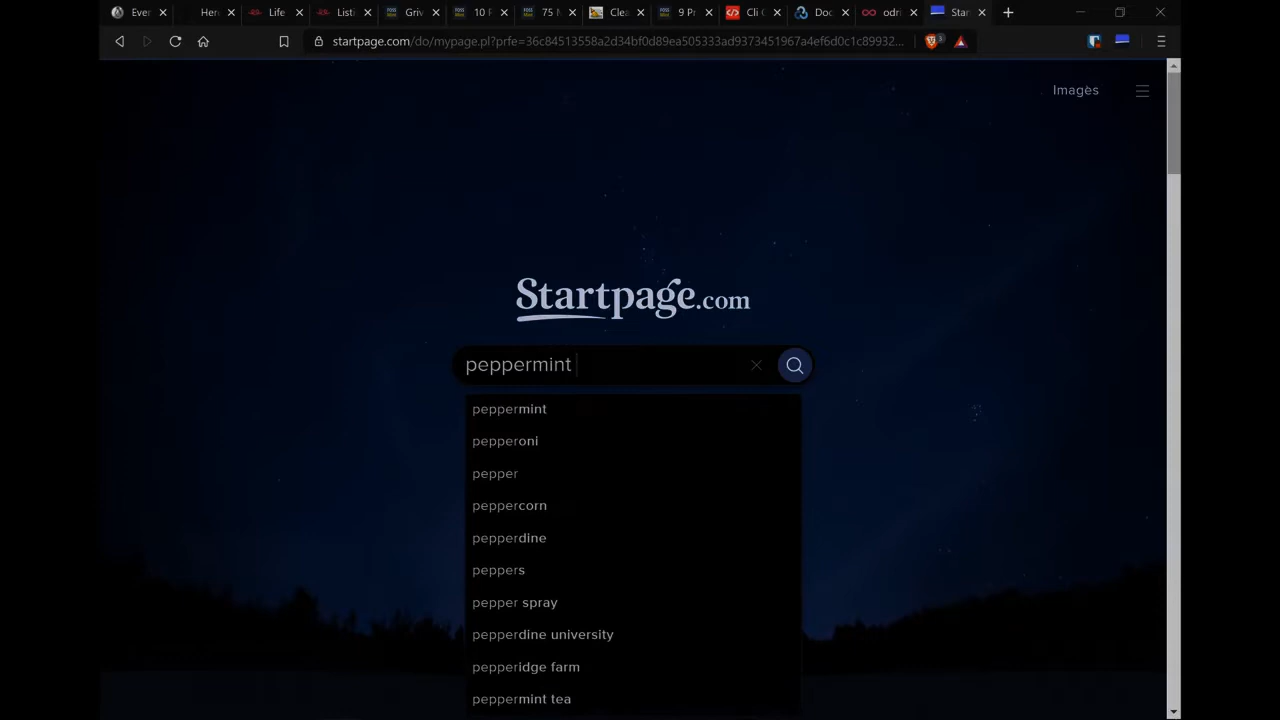 Ever Her Life Listi Griv 10 F 75 M Clea 9 Pr Cli C Doc odri Star
startpage.com/do/mypage.pl?prfe=36c84513558a2d34bf0d89ea505333ad9373451967a4ef6d0c1c89932... 3
Images
Startpage.com
peppermint
peppermint
pepperoni
pepper
peppercorn
pepperdine
peppers
pepper spray
pepperdine university
pepperidge farm
peppermint tea